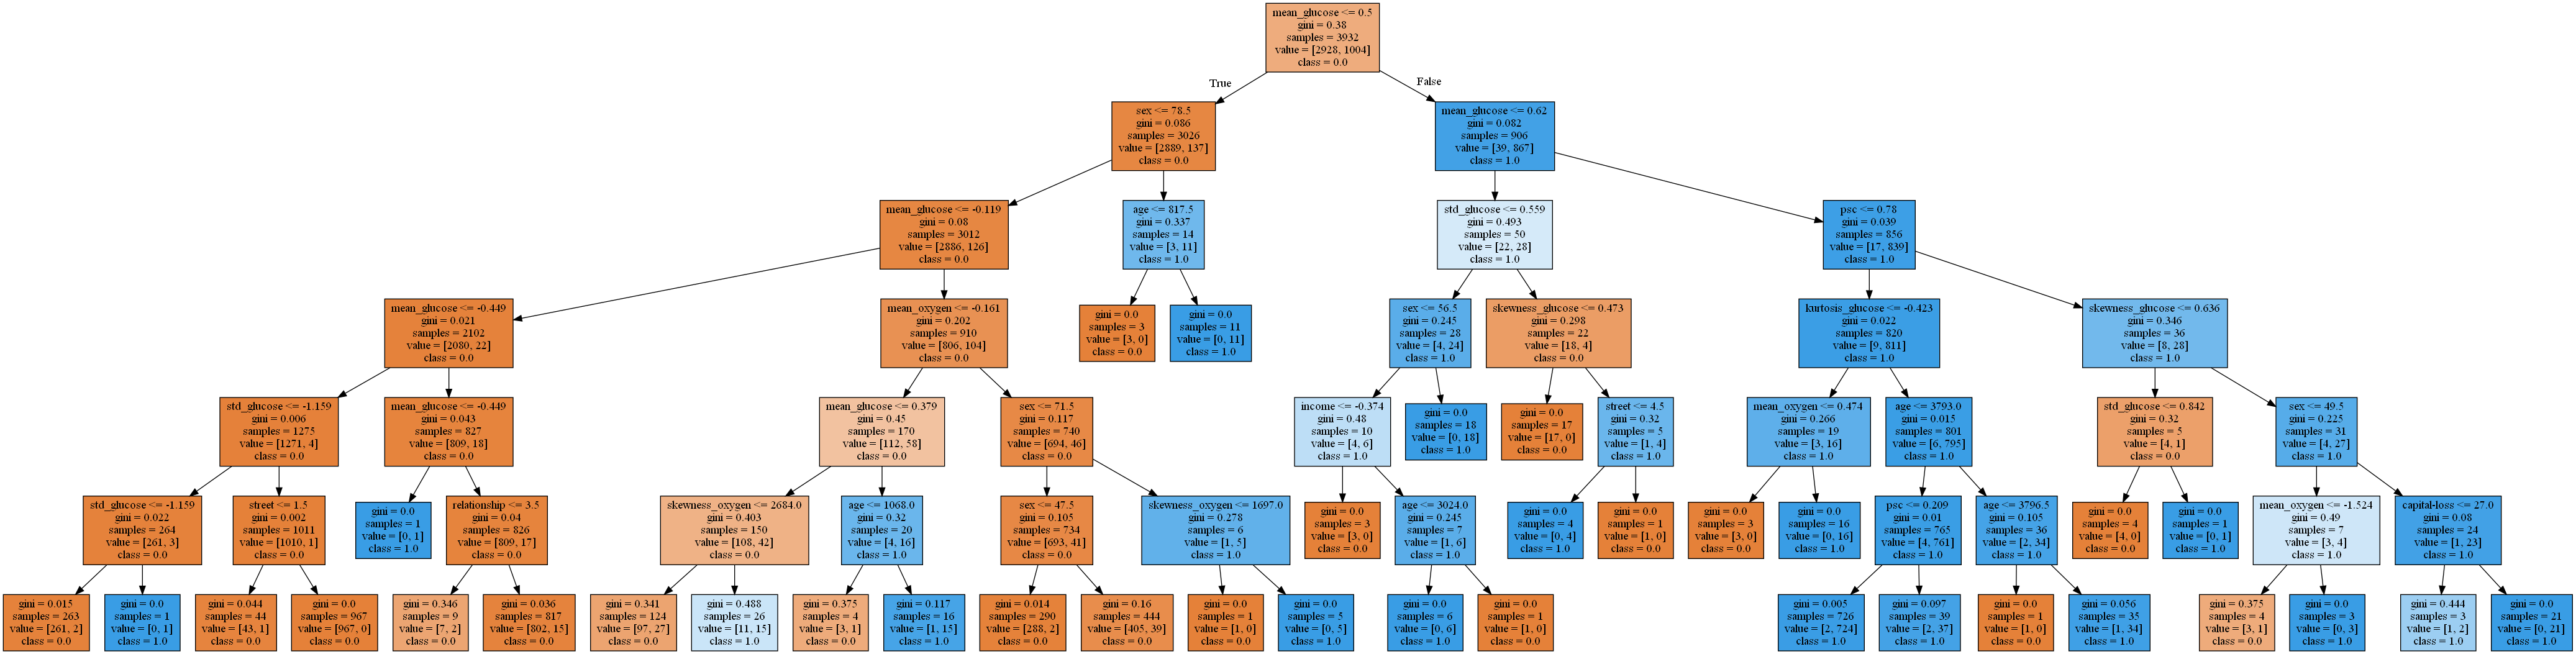 mean_glucose <= 0.5
gini = 0.38
samples = 3932
value = [2928, 1004]
class = 0.0
True
False
sex <= 78.5
gini = 0.086
samples = 3026
value = [2889, 137]
class = 0.0
mean_glucose <= 0.62
gini = 0.082
samples = 906
value = [39, 867]
class = 1.0
mean_glucose <= -0.119
gini = 0.08
samples = 3012
value = [2886, 126]
class = 0.0
age <= 817.5
gini = 0.337
samples = 14
value = [3, 11]
class = 1.0
std_glucose <= 0.559
gini = 0.493
samples = 50
value = [22, 28]
class = 1.0
psc <= 0.78
gini = 0.039
samples = 856
value = [17, 839]
class = 1.0
mean_glucose <= -0.449
gini = 0.021
samples = 2102
value = [2080, 22]
class = 0.0
mean_oxygen <= -0.161
gini = 0.202
samples = 910
value = [806, 104]
class = 0.0
gini = 0.0
samples = 3
value = [3, 0]
class = 0.0
gini = 0.0
samples = 11
value = [0, 11]
class = 1.0
sex <= 56.5
gini = 0.245
samples = 28
value = [4, 24]
class = 1.0
skewness_glucose <= 0.473
gini = 0.298
samples = 22
value = [18, 4]
class = 0.0
kurtosis_glucose <= -0.423
gini = 0.022
samples = 820
value = [9, 811]
class = 1.0
skewness_glucose <= 0.636
gini = 0.346
samples = 36
value = [8, 28]
class = 1.0
std_glucose <= -1.159
gini = 0.006
samples = 1275
value = [1271, 4]
class = 0.0
mean_glucose <= -0.449
gini = 0.043
samples = 827
value = [809, 18]
class = 0.0
mean_glucose <= 0.379
gini = 0.45
samples = 170
value = [112, 58]
class = 0.0
sex <= 71.5
gini = 0.117
samples = 740
value = [694, 46]
class = 0.0
income <= -0.374
gini = 0.48
samples = 10
value = [4, 6]
class = 1.0
gini = 0.0
samples = 18
value = [0, 18]
class = 1.0
gini = 0.0
samples = 17
value = [17, 0]
class = 0.0
street <= 4.5
gini = 0.32
samples = 5
value = [1, 4]
class = 1.0
mean_oxygen <= 0.474
gini = 0.266
samples = 19
value = [3, 16]
class = 1.0
age <= 3793.0
gini = 0.015
samples = 801
value = [6, 795]
class = 1.0
std_glucose <= 0.842
gini = 0.32
samples = 5
value = [4, 1]
class = 0.0
sex <= 49.5
gini = 0.225
samples = 31
value = [4, 27]
class = 1.0
std_glucose <= -1.159
gini = 0.022
samples = 264
value = [261, 3]
class = 0.0
street <= 1.5
gini = 0.002
samples = 1011
value = [1010, 1]
class = 0.0
gini = 0.0
samples = 1
value = [0, 1]
class = 1.0
relationship <= 3.5
gini = 0.04
samples = 826
value = [809, 17]
class = 0.0
skewness_oxygen <= 2684.0
gini = 0.403
samples = 150
value = [108, 42]
class = 0.0
age <= 1068.0
gini = 0.32
samples = 20
value = [4, 16]
class = 1.0
sex <= 47.5
gini = 0.105
samples = 734
value = [693, 41]
class = 0.0
skewness_oxygen <= 1697.0
gini = 0.278
samples = 6
value = [1, 5]
class = 1.0
gini = 0.0
samples = 3
value = [3, 0]
class = 0.0
age <= 3024.0
gini = 0.245
samples = 7
value = [1, 6]
class = 1.0
gini = 0.0
samples = 4
value = [0, 4]
class = 1.0
gini = 0.0
samples = 1
value = [1, 0]
class = 0.0
gini = 0.0
samples = 3
value = [3, 0]
class = 0.0
gini = 0.0
samples = 16
value = [0, 16]
class = 1.0
psc <= 0.209
gini = 0.01
samples = 765
value = [4, 761]
class = 1.0
age <= 3796.5
gini = 0.105
samples = 36
value = [2, 34]
class = 1.0
gini = 0.0
samples = 4
value = [4, 0]
class = 0.0
gini = 0.0
samples = 1
value = [0, 1]
class = 1.0
mean_oxygen <= -1.524
gini = 0.49
samples = 7
value = [3, 4]
class = 1.0
capital-loss <= 27.0
gini = 0.08
samples = 24
value = [1, 23]
class = 1.0
gini = 0.015
samples = 263
value = [261, 2]
class = 0.0
gini = 0.0
samples = 1
value = [0, 1]
class = 1.0
gini = 0.044
samples = 44
value = [43, 1]
class = 0.0
gini = 0.0
samples = 967
value = [967, 0]
class = 0.0
gini = 0.346
samples = 9
value = [7, 2]
class = 0.0
gini = 0.036
samples = 817
value = [802, 15]
class = 0.0
gini = 0.341
samples = 124
value = [97, 27]
class = 0.0
gini = 0.488
samples = 26
value = [11, 15]
class = 1.0
gini = 0.375
samples = 4
value = [3, 1]
class = 0.0
gini = 0.117
samples = 16
value = [1, 15]
class = 1.0
gini = 0.014
samples = 290
value = [288, 2]
class = 0.0
gini = 0.16
samples = 444
value = [405, 39]
class = 0.0
gini = 0.0
samples = 1
value = [1, 0]
class = 0.0
gini = 0.0
samples = 5
value = [0, 5]
class = 1.0
gini = 0.0
samples = 6
value = [0, 6]
class = 1.0
gini = 0.0
samples = 1
value = [1, 0]
class = 0.0
gini = 0.005
samples = 726
value = [2, 724]
class = 1.0
gini = 0.097
samples = 39
value = [2, 37]
class = 1.0
gini = 0.0
samples = 1
value = [1, 0]
class = 0.0
gini = 0.056
samples = 35
value = [1, 34]
class = 1.0
gini = 0.375
samples = 4
value = [3, 1]
class = 0.0
gini = 0.0
samples = 3
value = [0, 3]
class = 1.0
gini = 0.444
samples = 3
value = [1, 2]
class = 1.0
gini = 0.0
samples = 21
value = [0, 21]
class = 1.0